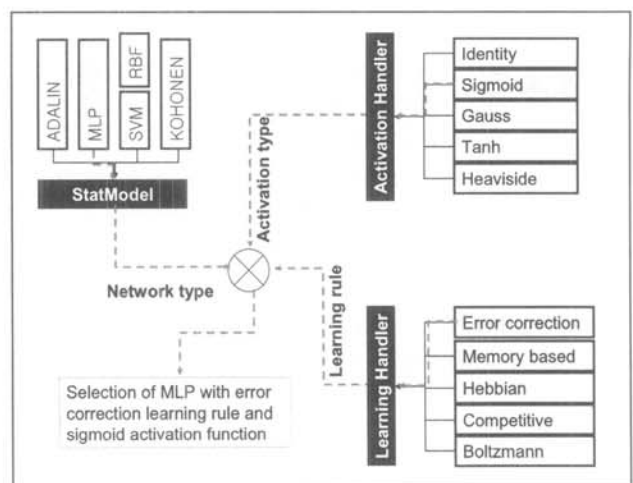 ADALIN
MLP
RBF
SVM
KOHONEN
StatModel
Activation type
Activation Handler
Identity
Sigmoid
Gauss
Tanh
Heaviside
Network type
Learning rule
Learning Handler
Error correction
Memory based
Hebbian
Competitive
Boltzmann
Selection of MLP with error
correction learning rule and
sigmoid activation function